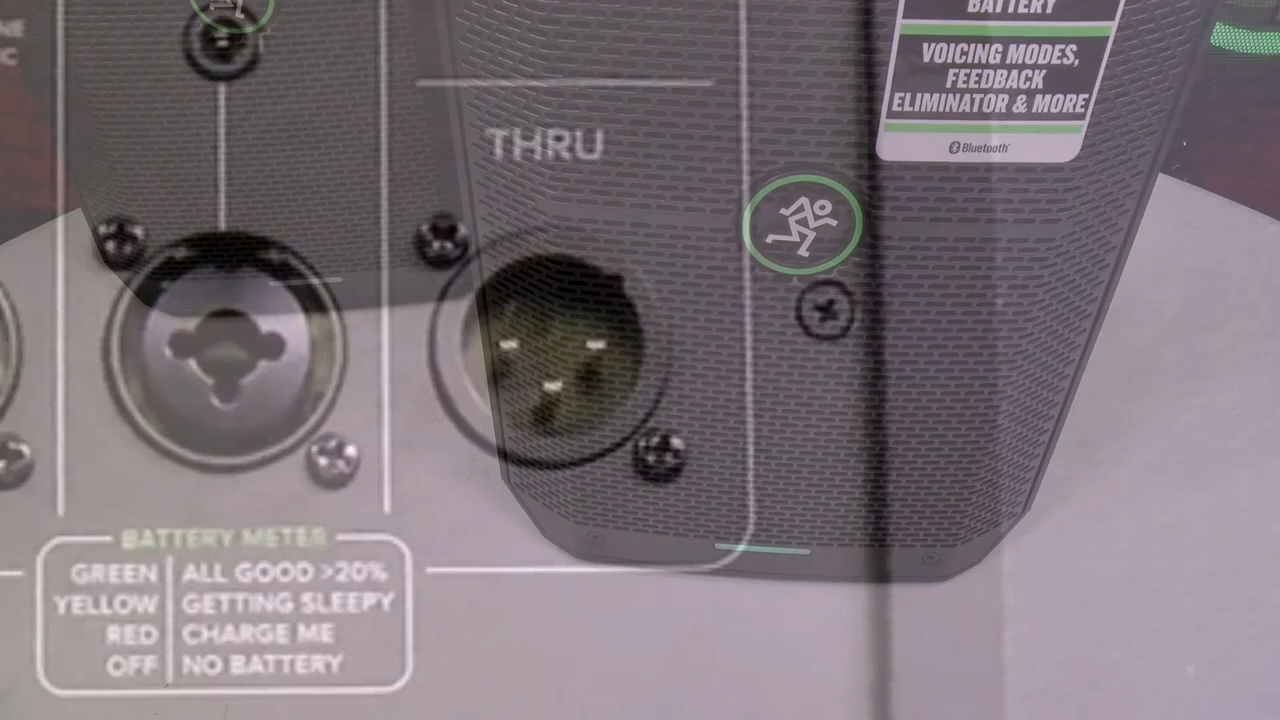 BATTERY
VOICING MODES,
FEEDBACK
ELIMINATOR & MORE
Bluetooth
THRU
BATTERY METER
GREEN ALL GOOD >20%
YELLOW GETTING SLEEPY
RED CHARGE ME
OFF NO BATTERY